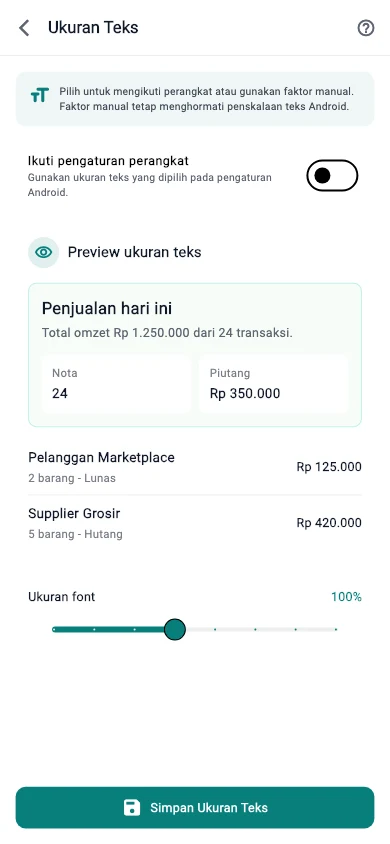 Ukuran Teks
Pilih untuk mengikuti perangkat atau gunakan faktor manual.
Faktor manual tetap menghormati penskalaan teks Android.
Ikuti pengaturan perangkat
Gunakan ukuran teks yang dipilih pada pengaturan
Android.
Preview ukuran teks
Penjualan hari ini
Total omzet Rp 1.250.000 dari 24 transaksi.
Nota
24
Piutang
Rp 350.000
Pelanggan Marketplace
2 barang - Lunas
Rp 125.000
Supplier Grosir
5 barang - Hutang
Rp 420.000
Ukuran font
100%
Simpan Ukuran Teks